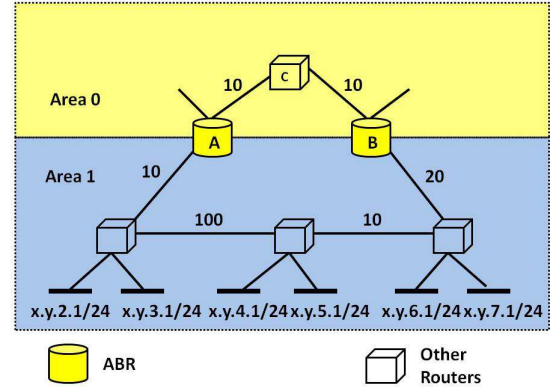 C
10 10
Area 0
A B
Area 1
10 20
100 10
x.y.2.1/24 x.y.3.1/24 x.y.4.1/24 x.y.5.1/24 x.y.6.1/24 x.y.7.1/24
ABR
Other
Routers